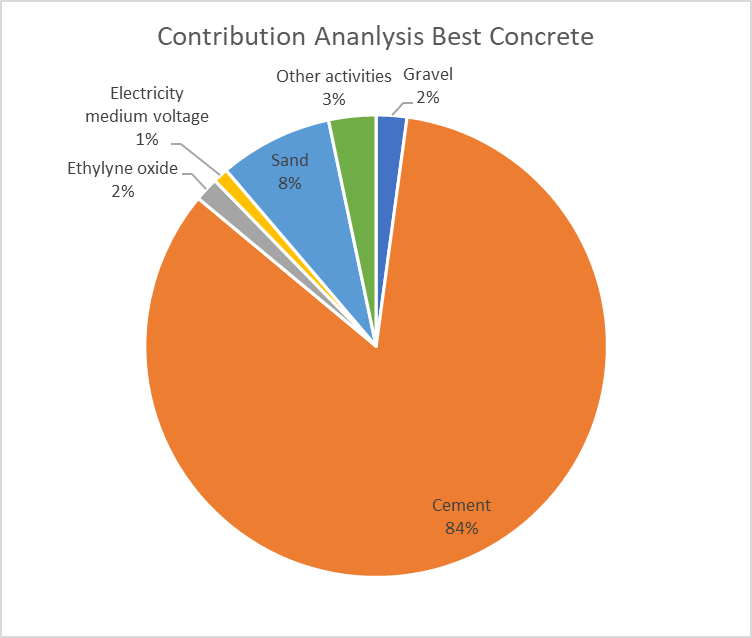 Contribution Ananlysis Best Concrete
Other activities
3%
Gravel
2%
Electricity
medium voltage
1%
Ethylyne oxide
2%
Sand
8%
Cement
84%